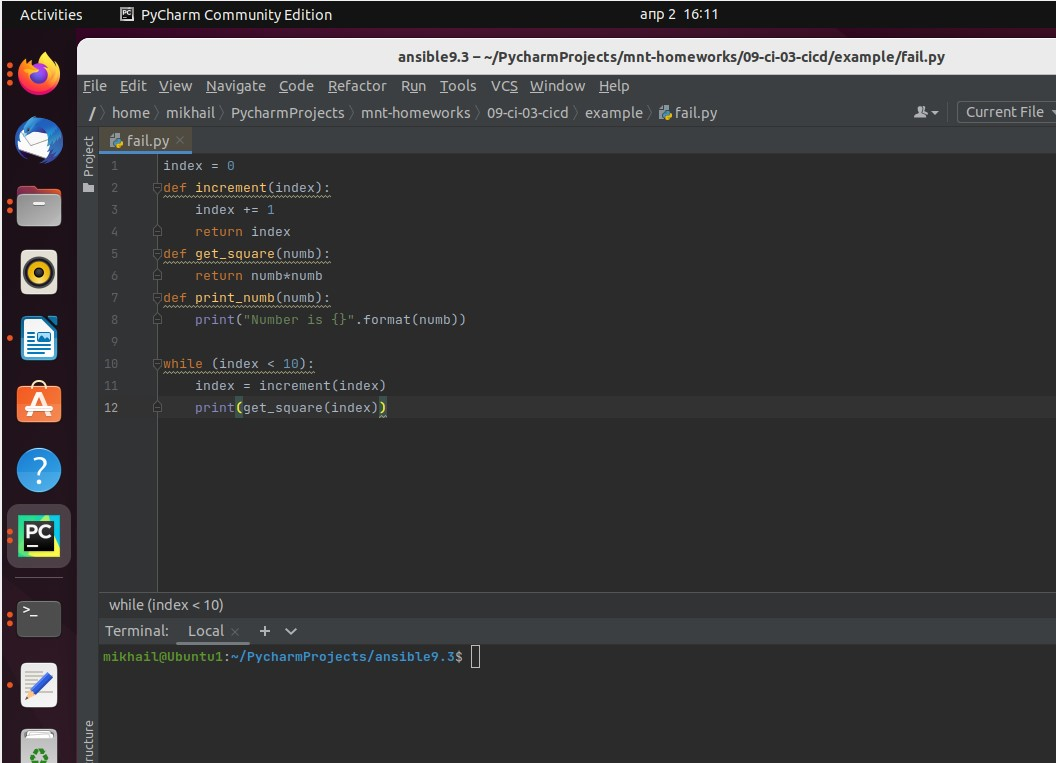 Activities PyCharm Community Edition апр 2 16:11
ansible9.3 – ~/PycharmProjects/mnt-homeworks/09-ci-03-cicd/example/fail.py
File Edit View Navigate Code Refactor Run Tools VCS Window Help
/ home mikhail PycharmProjects mnt-homeworks 09-ci-03-cicd example fail.py Current File
Project
fail.py
1 index = 0
2 def increment(index):
3     index += 1
4     return index
5 def get_square(numb):
6     return numb*numb
7 def print_numb(numb):
8     print("Number is {}".format(numb))
9
10 while (index < 10):
11     index = increment(index)
12     print(get_square(index))
while (index < 10)
Terminal: Local
mikhail@Ubuntu1:~/PycharmProjects/ansible9.3$
PC
>_
ucture